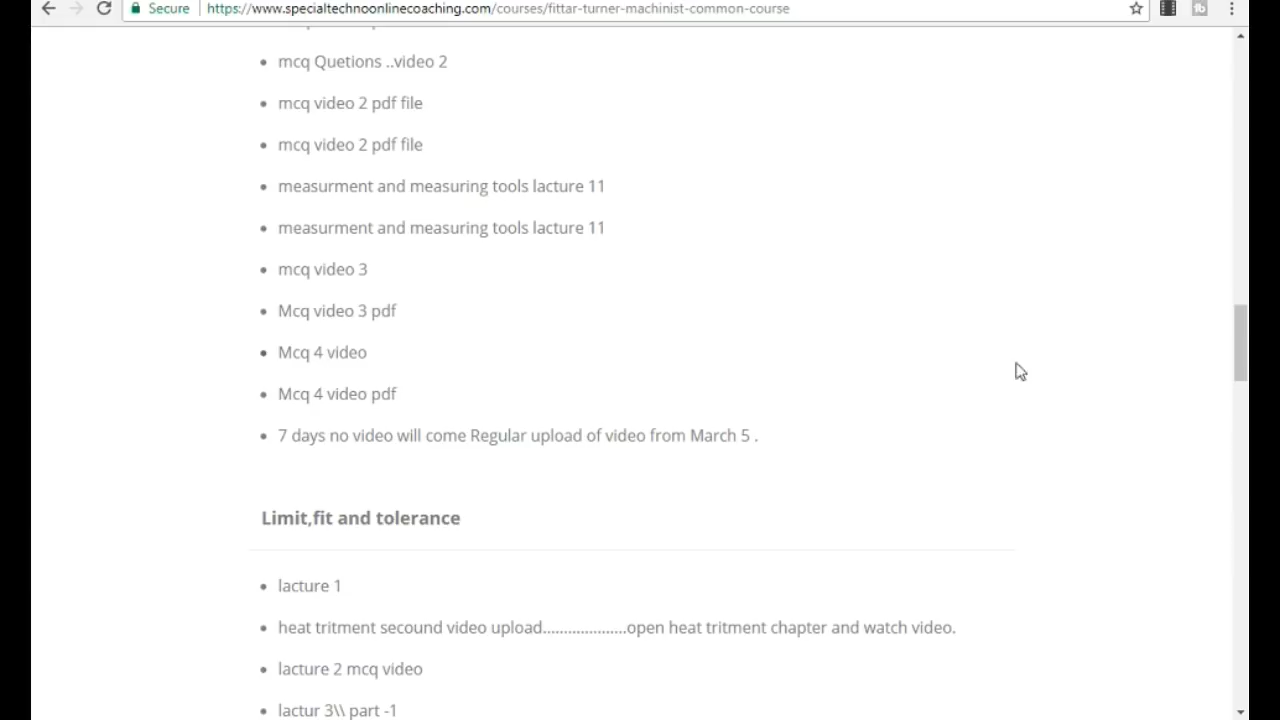 Secure
https://www.specialtechnoonlinecoaching.com/courses/fittar-turner-machinist-common-course
mcq Quetions ..video 2
mcq video 2 pdf file
mcq video 2 pdf file
measurment and measuring tools lacture 11
measurment and measuring tools lacture 11
mcq video 3
Mcq video 3 pdf
Mcq 4 video
Mcq 4 video pdf
7 days no video will come Regular upload of video from March 5 .
Limit,fit and tolerance
lacture 1
heat tritment secound video upload....................open heat tritment chapter and watch video.
lacture 2 mcq video
lactur 3\\ part -1